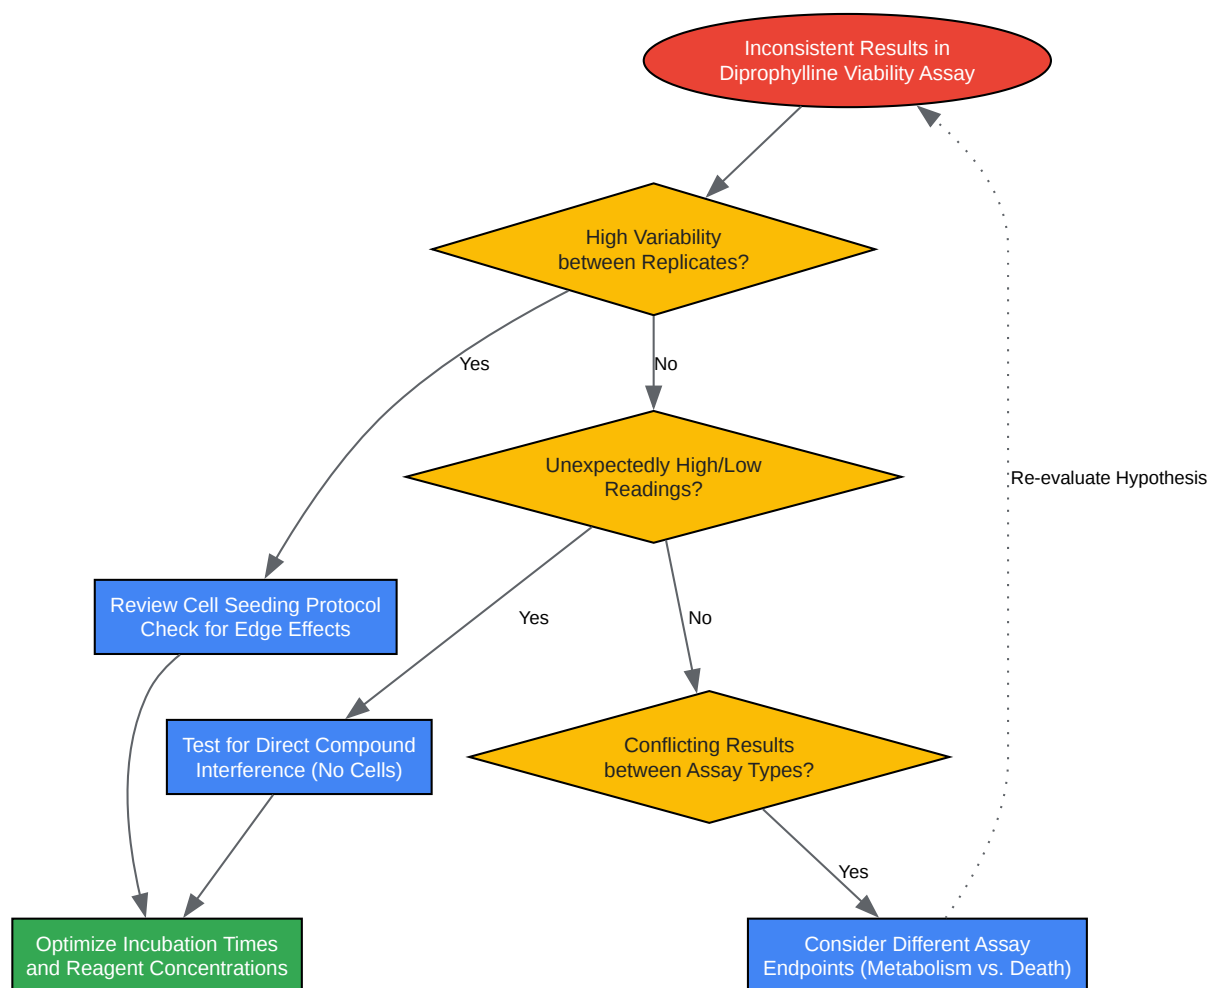 Inconsistent Results in
Diprophylline Viability Assay
High Variability
between Replicates?
Yes
No
Unexpectedly High/Low
Readings?
Re-evaluate Hypothesis
Review Cell Seeding Protocol
Check for Edge Effects
Yes
No
Test for Direct Compound
Interference (No Cells)
Conflicting Results
between Assay Types?
Yes
Optimize Incubation Times
and Reagent Concentrations
Consider Different Assay
Endpoints (Metabolism vs. Death)